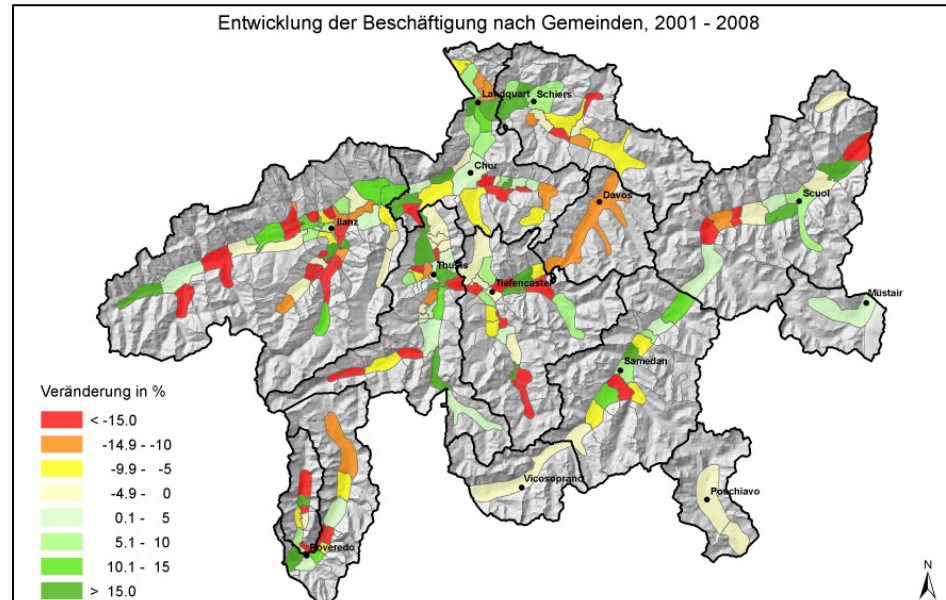 Entwicklung der Beschäftigung nach Gemeinden, 2001 - 2008
Landquart
Schiers
Chur
Davos
Scuol
Ilanz
Thusis
Tiefencastel
Müstair
Samedan
Vicosoprano
Poschiavo
Roveredo
Veränderung in %
< -15.0
-14.9 - -10
-9.9 - -5
-4.9 - 0
0.1 - 5
5.1 - 10
10.1 - 15
> 15.0
N